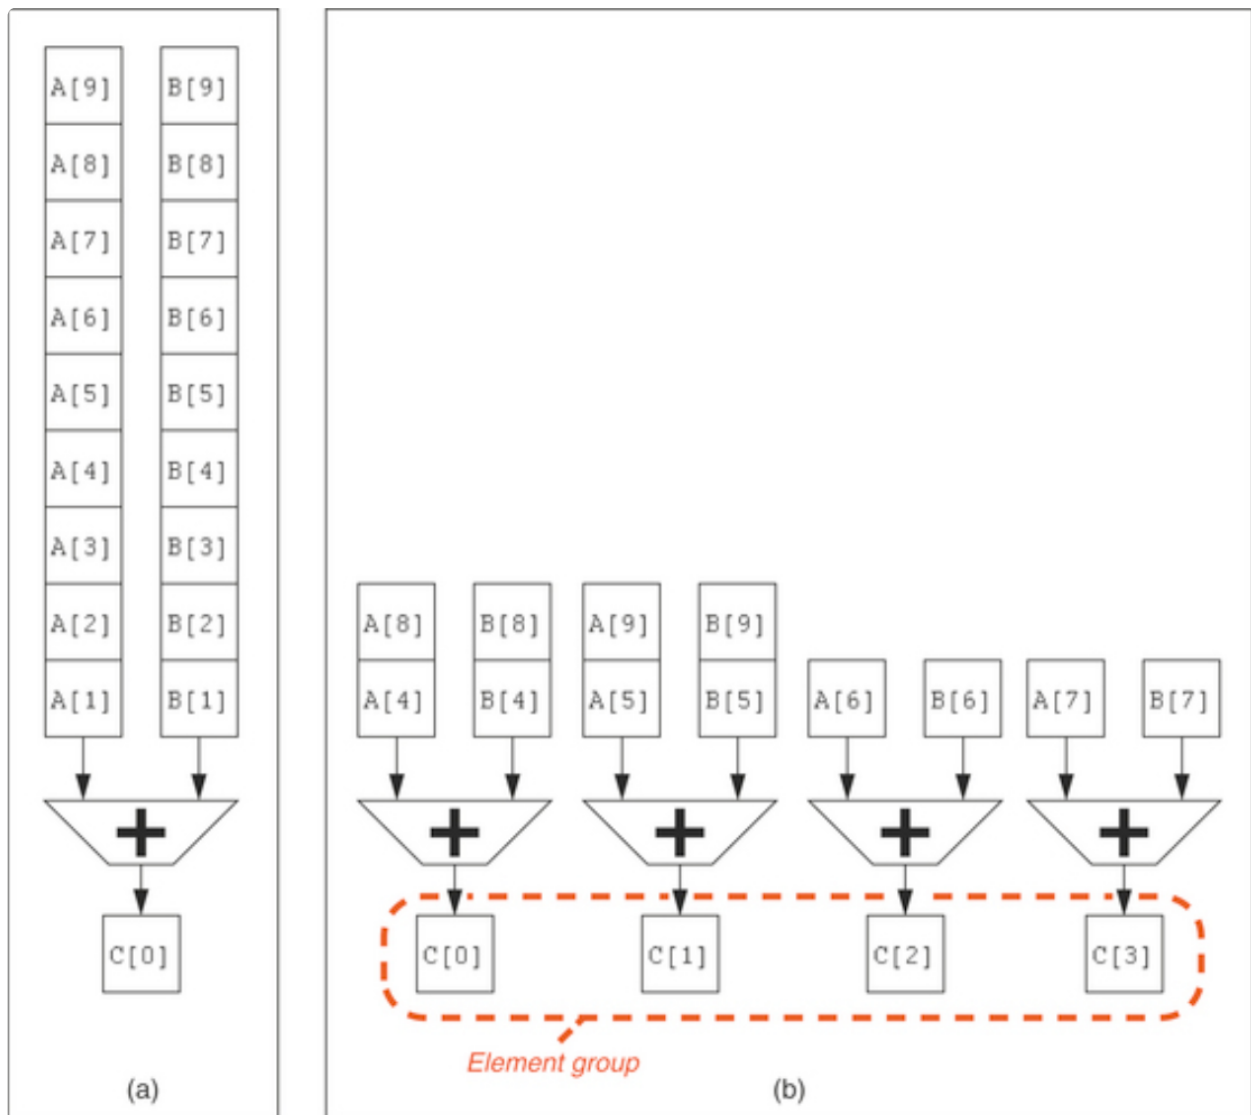 A[9] B[9]
A[8] B[8]
A[7] B[7]
A[6] B[6]
A[5] B[5]
A[4] B[4]
A[3] B[3]
A[2] B[2]
A[1] B[1]
+
C[0]
(a)
A[8] B[8] A[9] B[9]
A[4] B[4] A[5] B[5] A[6] B[6] A[7] B[7]
+ + + +
C[0] C[1] C[2] C[3]
Element group
(b)